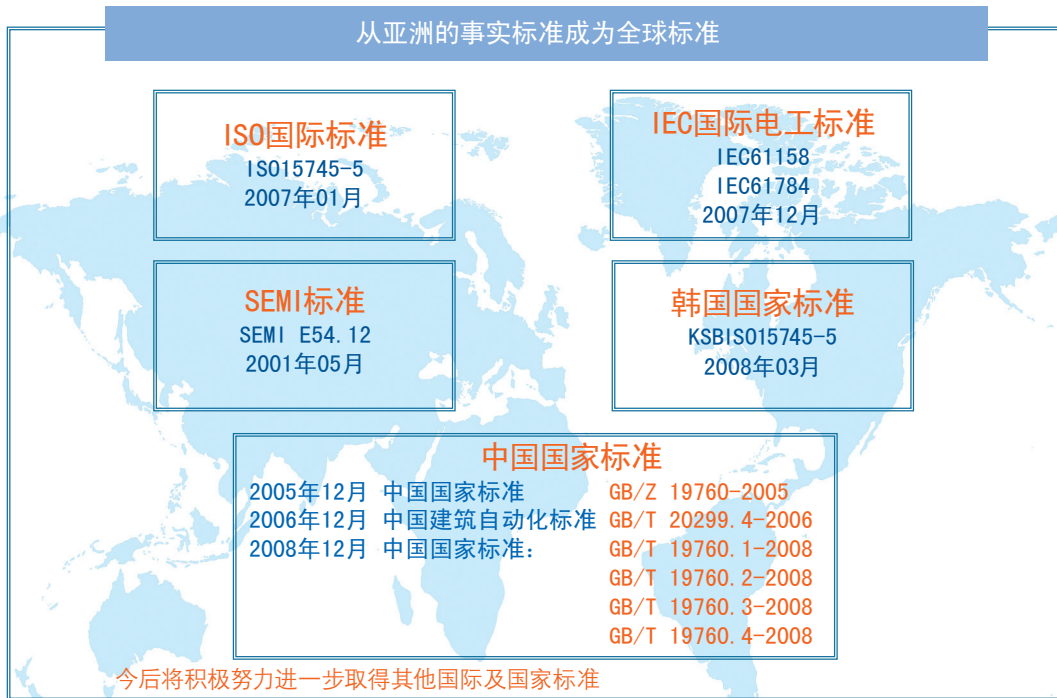 从亚洲的事实标准成为全球标准
ISO国际标准
ISO15745-5
2007年01月
IEC国际电工标准
IEC61158
IEC61784
2007年12月
SEMI标准
SEMI E54.12
2001年05月
韩国国家标准
KSBISO15745-5
2008年03月
中国国家标准
2005年12月 中国国家标准 GB/Z 19760-2005
2006年12月 中国建筑自动化标准 GB/T 20299.4-2006
2008年12月 中国国家标准： GB/T 19760.1-2008
GB/T 19760.2-2008
GB/T 19760.3-2008
GB/T 19760.4-2008
今后将积极努力进一步取得其他国际及国家标准